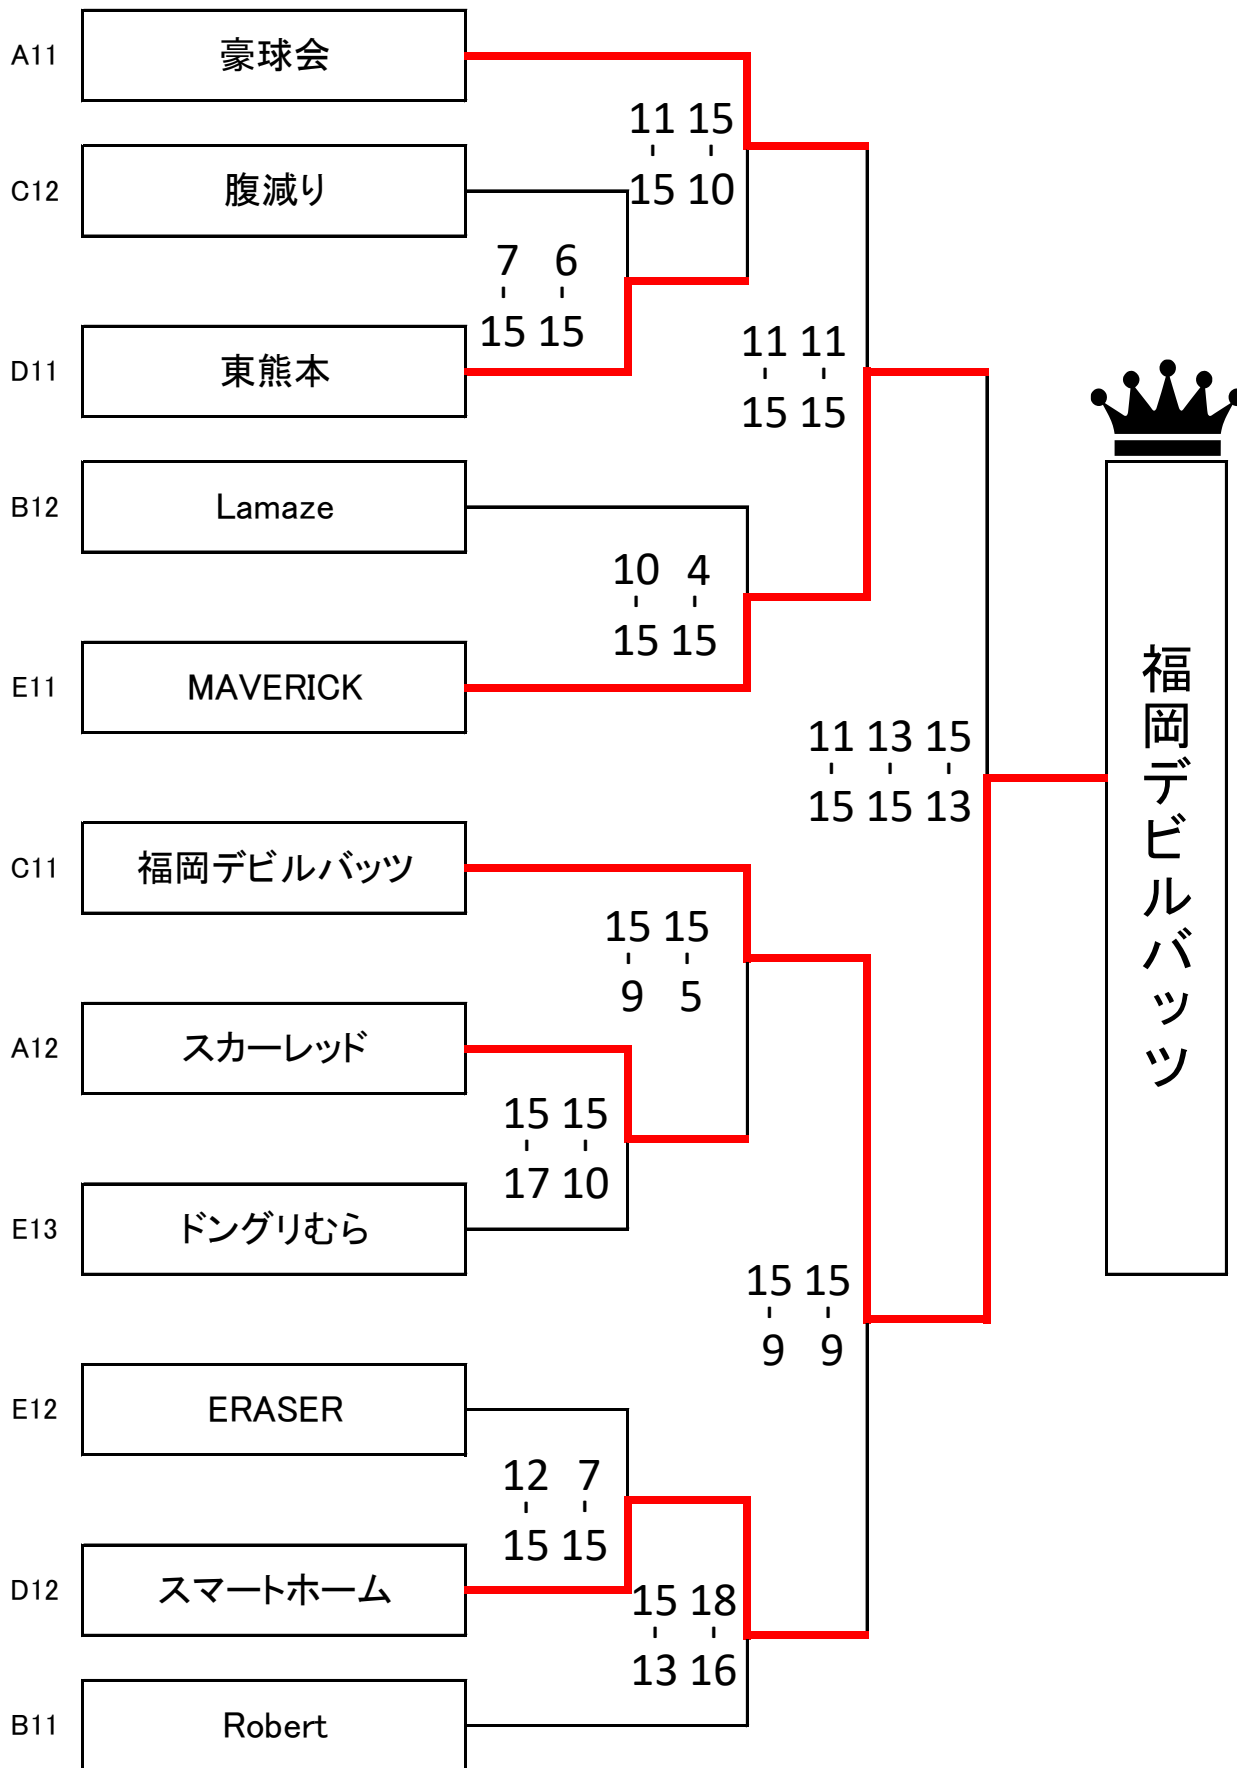 A11 豪球会
11 15
- -
15 10
C12 腹減り
7 6
- -
15 15
D11 東熊本
11 11
- -
15 15
B12 Lamaze
10 4
- -
15 15
E11 MAVERICK
11 13 15
- - -
15 15 13
福岡デビルバッツ
C11 福岡デビルバッツ
15 15
- -
9 5
A12 スカーレッド
15 15
- -
17 10
E13 ドングリむら
15 15
- -
9 9
E12 ERASER
12 7
- -
15 15
D12 スマートホーム
15 18
- -
13 16
B11 Robert